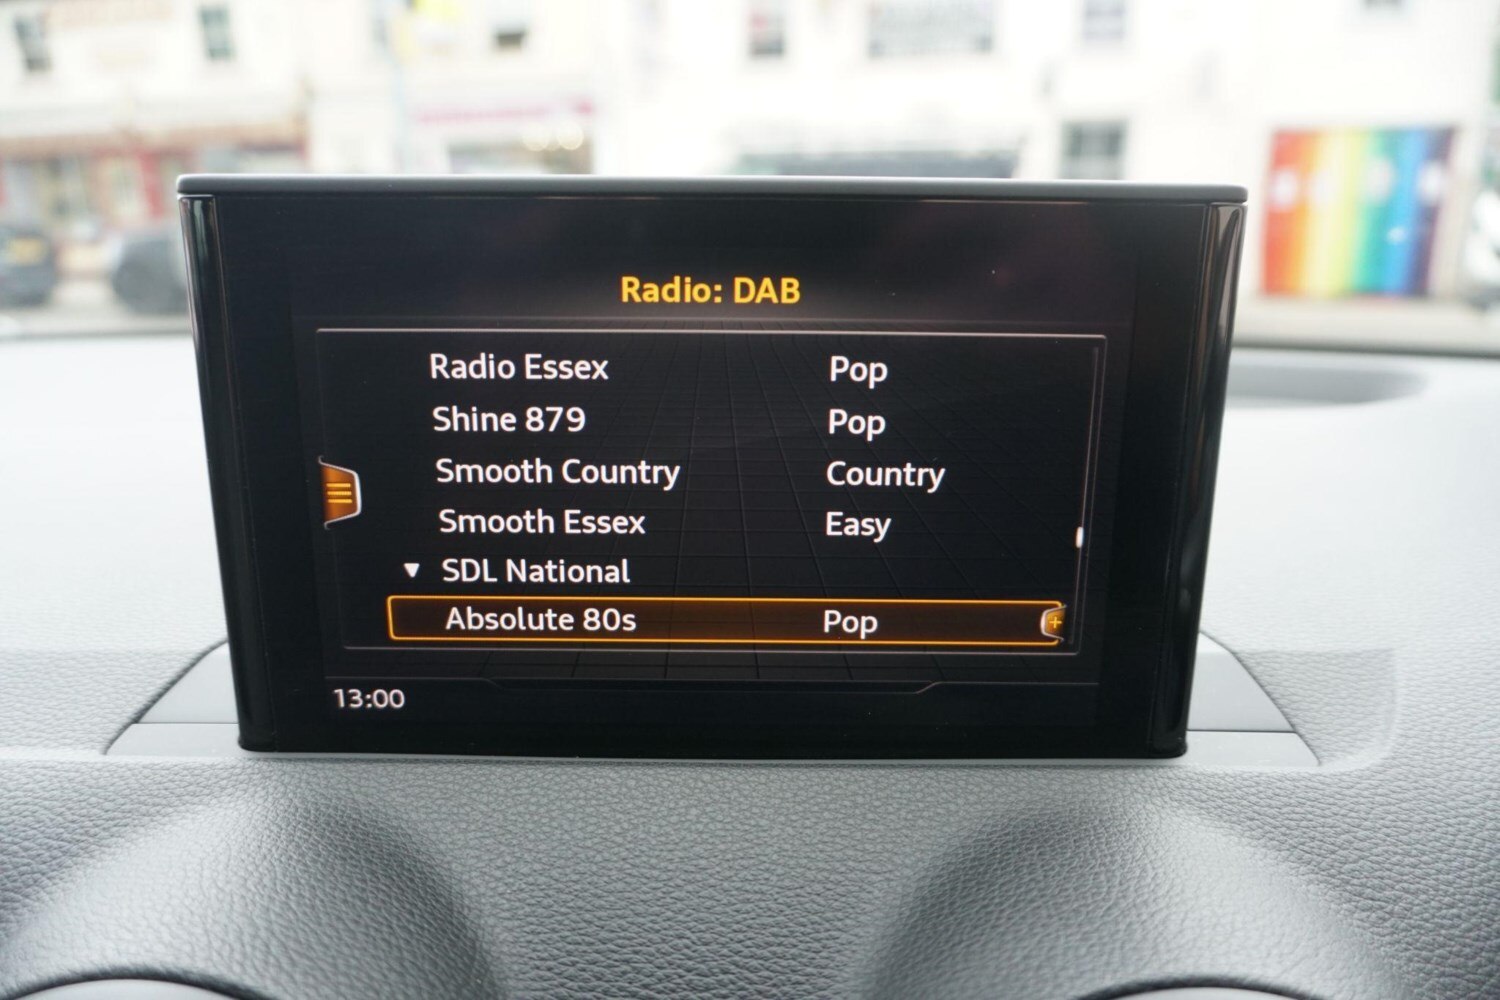 Radio: DAB
Radio Essex Pop
Shine 879 Pop
Smooth Country Country
Smooth Essex Easy
SDL National
Absolute 80s Pop
13:00